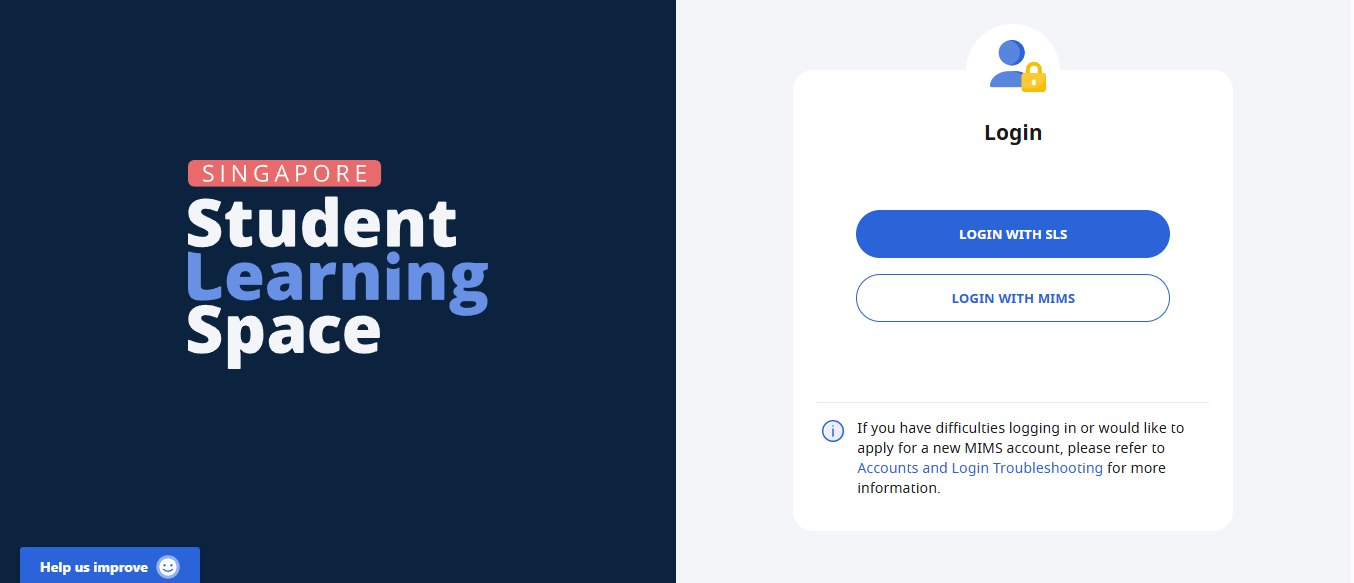 SINGAPORE
Student
Learning
Space
Help us improve
Login
LOGIN WITH SLS
LOGIN WITH MIMS
If you have difficulties logging in or would like to
apply for a new MIMS account, please refer to
Accounts and Login Troubleshooting for more
information.